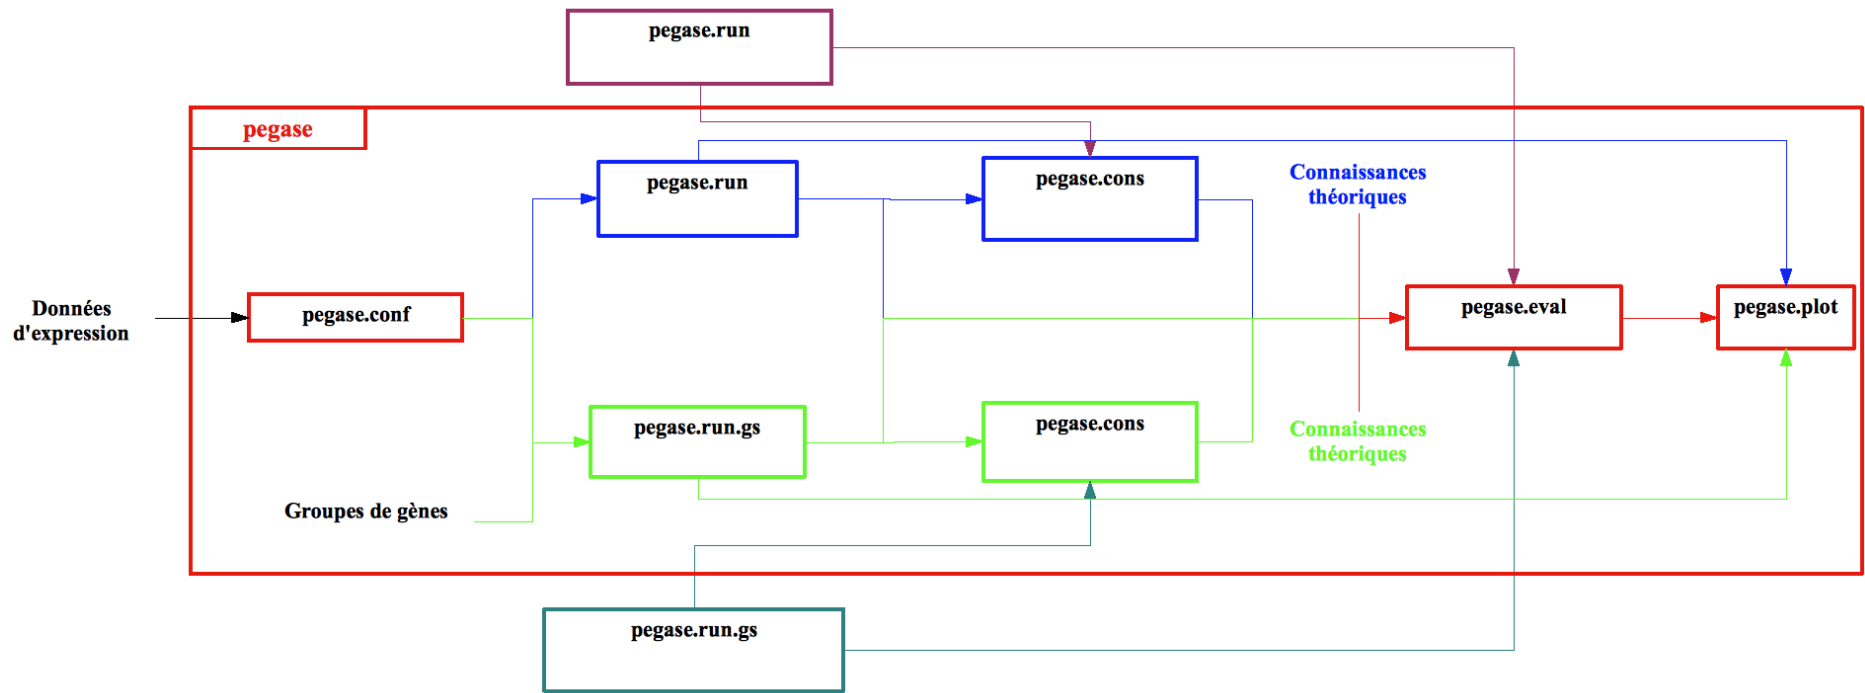 pegase.run
pegase
pegase.run
pegase.cons
Connaissances
théoriques
Données
d'expression
pegase.conf
pegase.eval
pegase.plot
pegase.run.gs
pegase.cons
Connaissances
théoriques
Groupes de gènes
pegase.run.gs